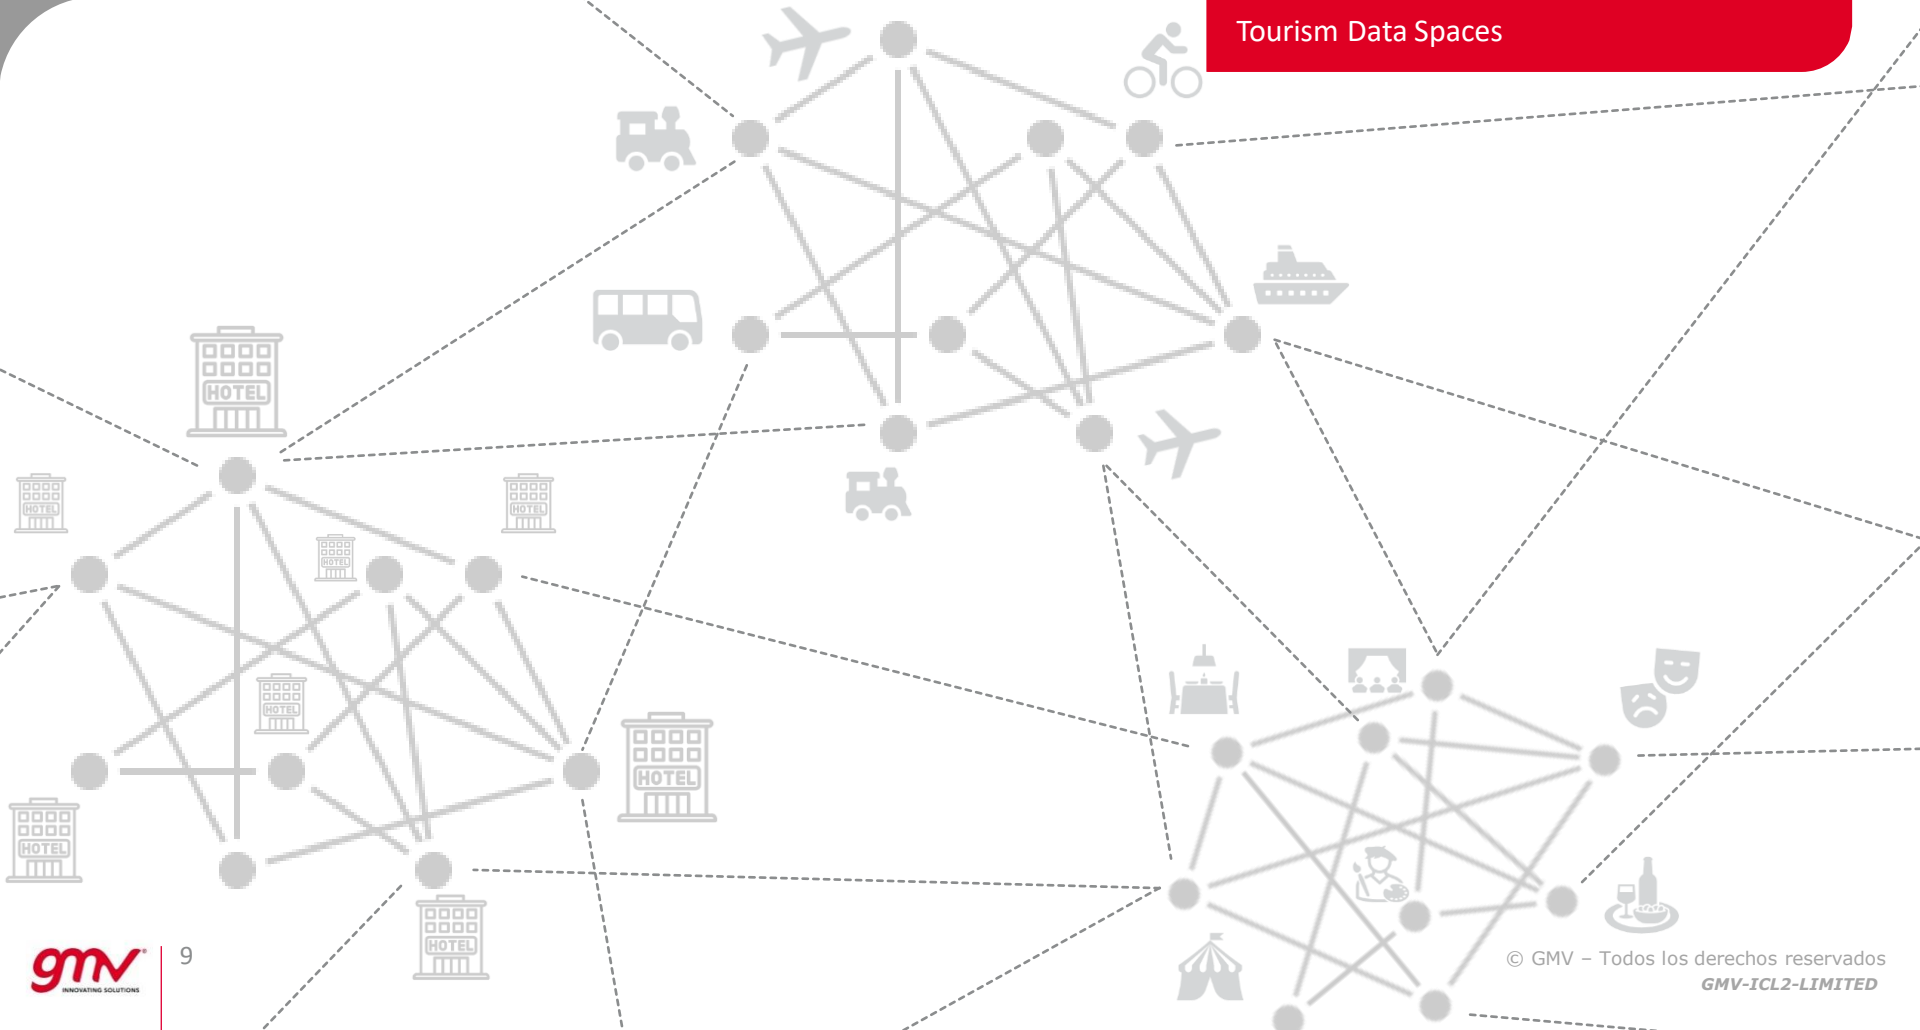 Tourism Data Spaces
HOTEL
HOTEL
HOTEL
HOTEL
HOTEL
HOTEL
HOTEL
HOTEL
gmv
INNOVATING SOLUTIONS
9
© GMV – Todos los derechos reservados
GMV-ICL2-LIMITED